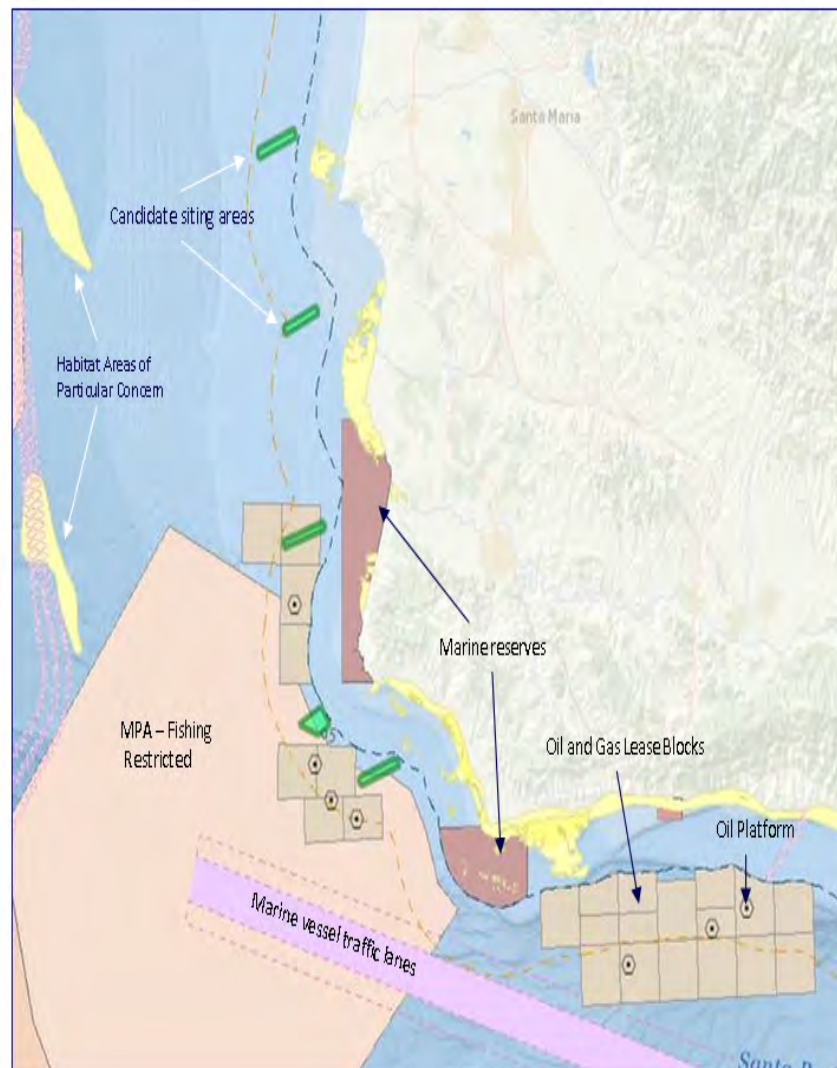 Santa Maria
Candidate siting areas
Habitat Areas of
Particular Concern
Marine reserves
MPA – Fishing
Restricted
Oil and Gas Lease Blocks
Oil Platform
Marine vessel traffic lanes
Santa